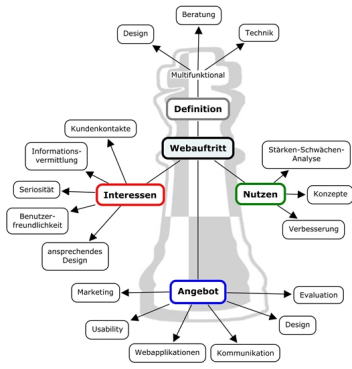 Beratung
Design
Technik
Multifunktional
Definition
Kundenkontakte
Webauftritt
Informations-
vermittlung
Stärken-Schwächen-
Analyse
Seriosität
Interessen
Nutzen
Konzepte
Benutzer-
freundlichkeit
Verbesserung
ansprechendes
Design
Marketing
Angebot
Evaluation
Usability
Design
Webapplikationen
Kommunikation